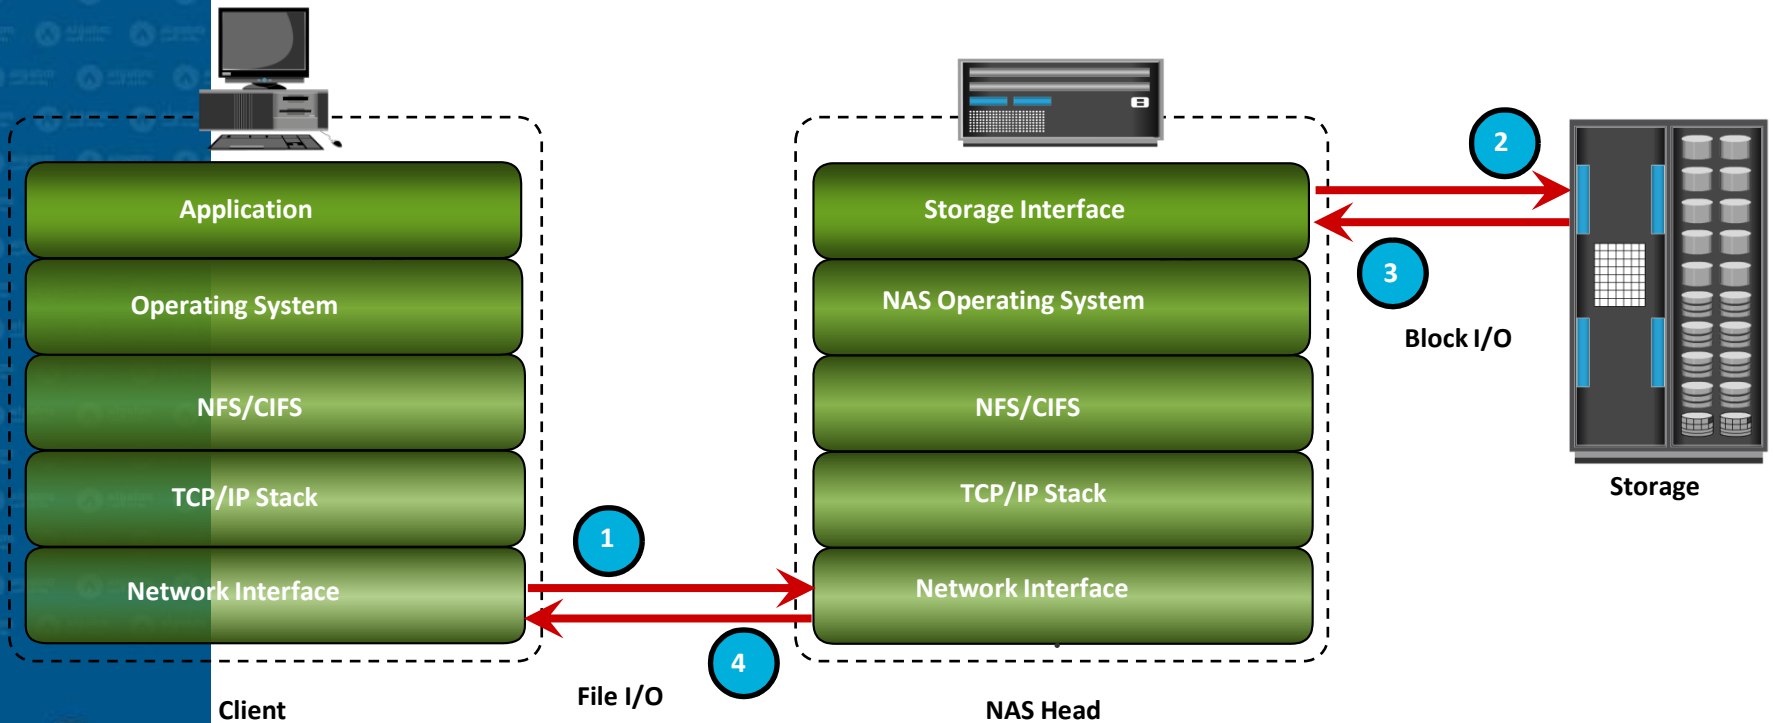 Application
Operating System
NFS/CIFS
TCP/IP Stack
Network Interface
Client
1
4
File I/O
Storage Interface
NAS Operating System
NFS/CIFS
TCP/IP Stack
Network Interface
NAS Head
2
3
Block I/O
Storage